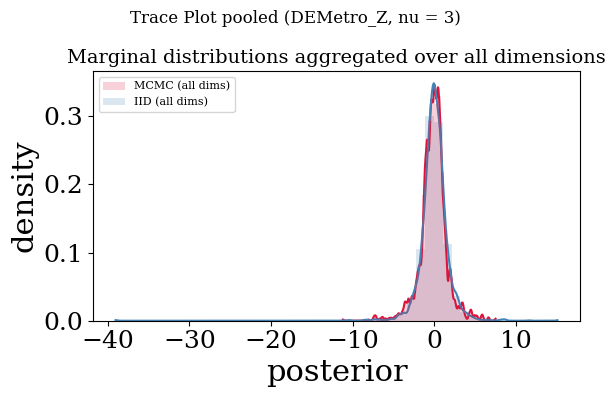 Trace Plot pooled (DEMetro_Z, nu = 3)
Marginal distributions aggregated over all dimensions
MCMC (all dims)
IID (all dims)
density
0.3
0.2
0.1
0.0
−40
−30
−20
−10
0
10
posterior